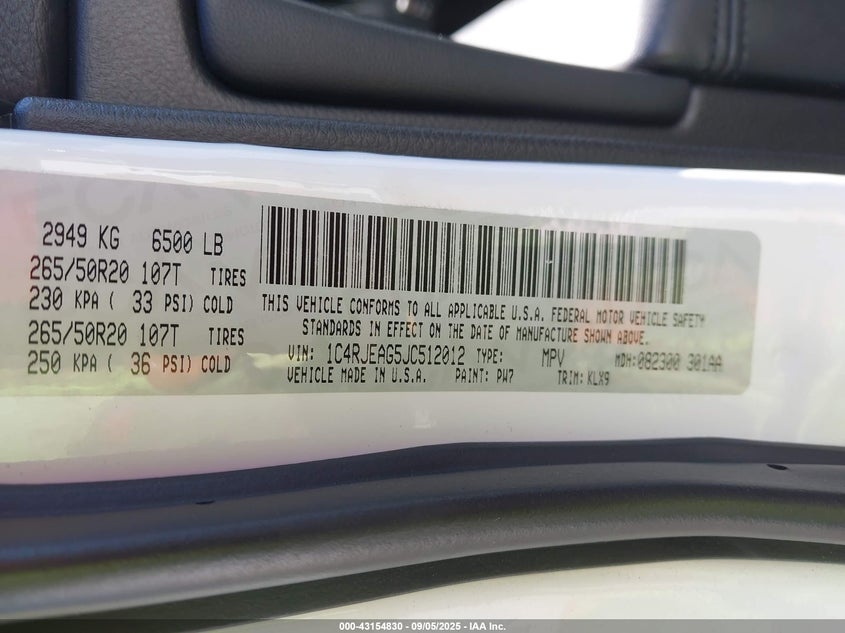 2949 KG 6500 LB
265/50R20 107T TIRES
230 KPA ( 33 PSI) COLD
265/50R20 107T TIRES
250 KPA ( 36 PSI) COLD
THIS VEHICLE CONFORMS TO ALL APPLICABLE U.S.A. FEDERAL MOTOR VEHICLE SAFETY
STANDARDS IN EFFECT ON THE DATE OF MANUFACTURE SHOWN ABOVE.
VIN: 1C4RJEAG5JC512012 TYPE: MPV MDH:082300 301AA
VEHICLE MADE IN U.S.A. PAINT: PW7 TRIM: KLX9
000-43154830 - 09/05/2025 - IAA Inc.